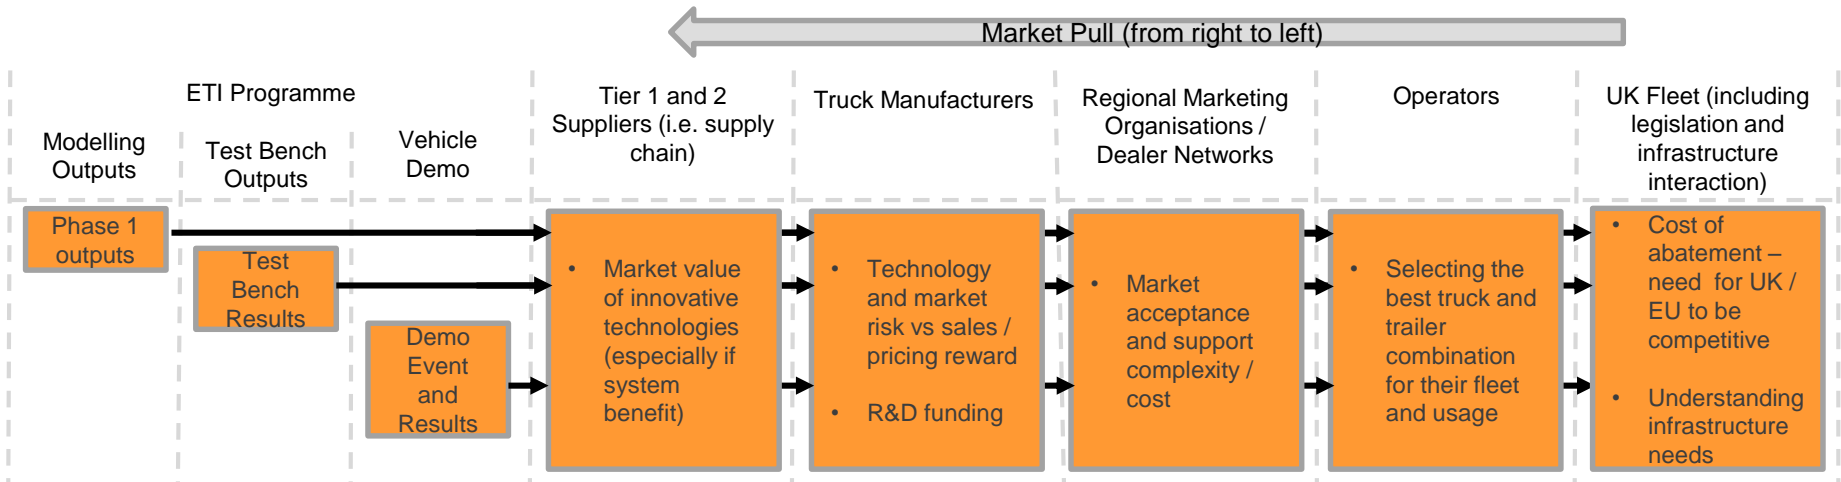 Market Pull (from right to left)
ETI Programme
Modelling
Outputs
Test Bench
Outputs
Vehicle
Demo
Tier 1 and 2
Suppliers (i.e. supply
chain)
Truck Manufacturers
Regional Marketing
Organisations /
Dealer Networks
Operators
UK Fleet (including
legislation and
infrastructure
interaction)
Phase 1
outputs
Test
Bench
Results
Demo
Event
and
Results
• Market value
of innovative
technologies
(especially if
system
benefit)
• Technology
and market
risk vs sales /
pricing reward
• R&D funding
• Market
acceptance
and support
complexity /
cost
• Selecting the
best truck and
trailer
combination
for their fleet
and usage
• Cost of
abatement –
need for UK /
EU to be
competitive
• Understanding
infrastructure
needs